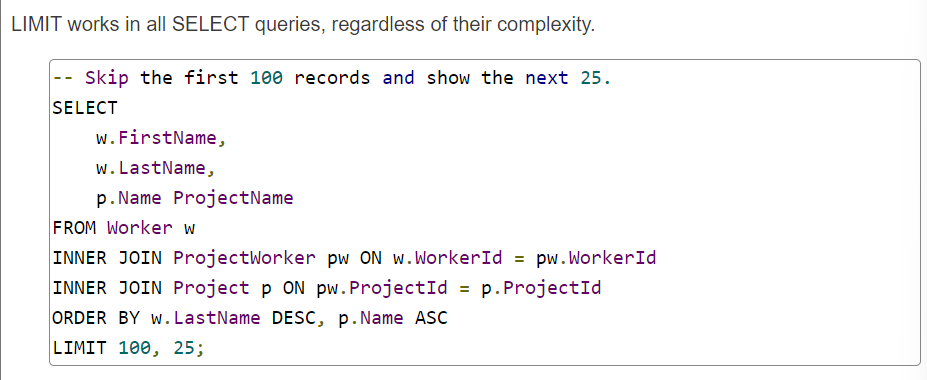 LIMIT works in all SELECT queries, regardless of their complexity.
-- Skip the first 100 records and show the next 25.
SELECT
    w.FirstName,
    w.LastName,
    p.Name ProjectName
FROM Worker w
INNER JOIN ProjectWorker pw ON w.WorkerId = pw.WorkerId
INNER JOIN Project p ON pw.ProjectId = p.ProjectId
ORDER BY w.LastName DESC, p.Name ASC
LIMIT 100, 25;